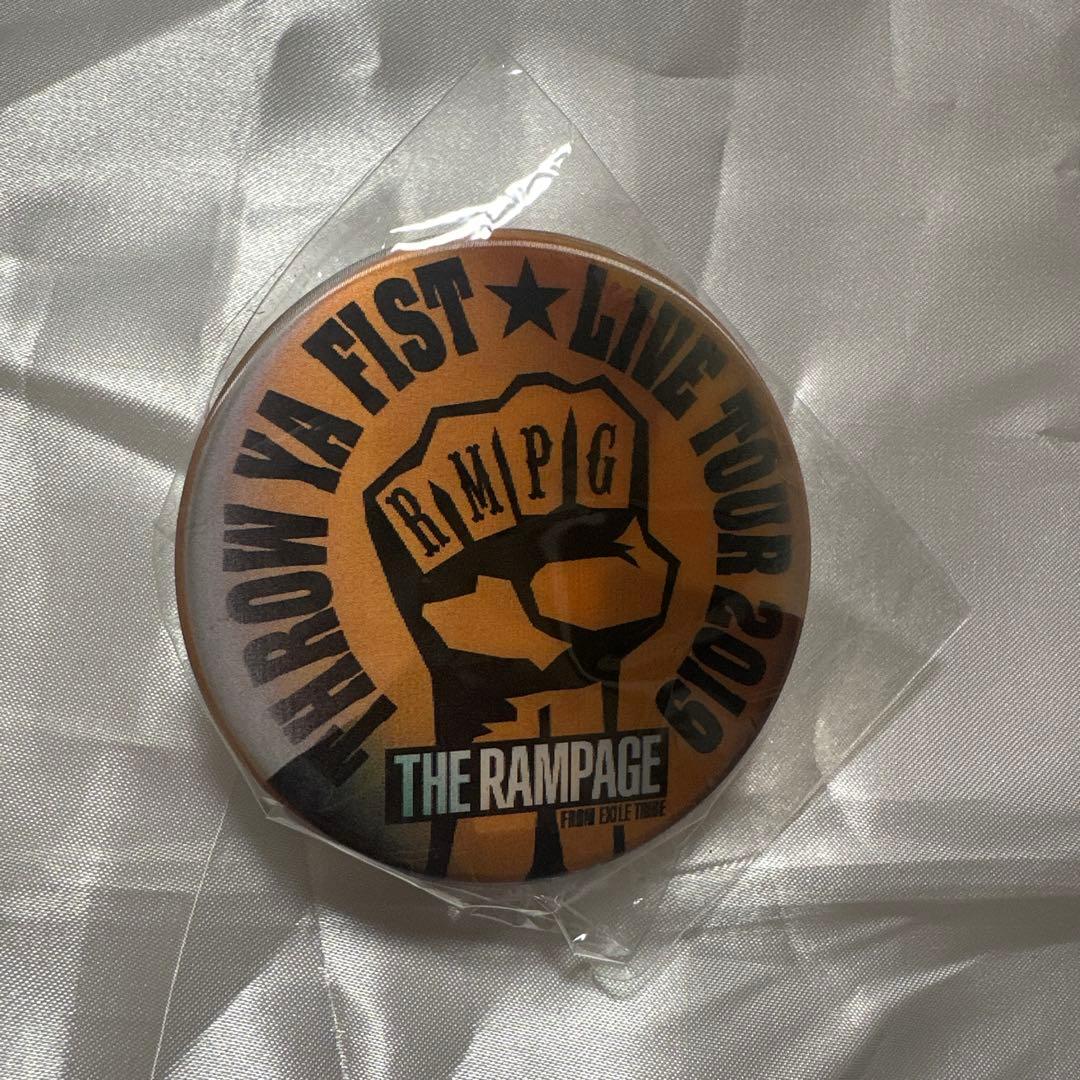 THROW YA FIST ★ LIVE TOUR 2019
RMPG
THE RAMPAGE
FROM EXILE TRIBE